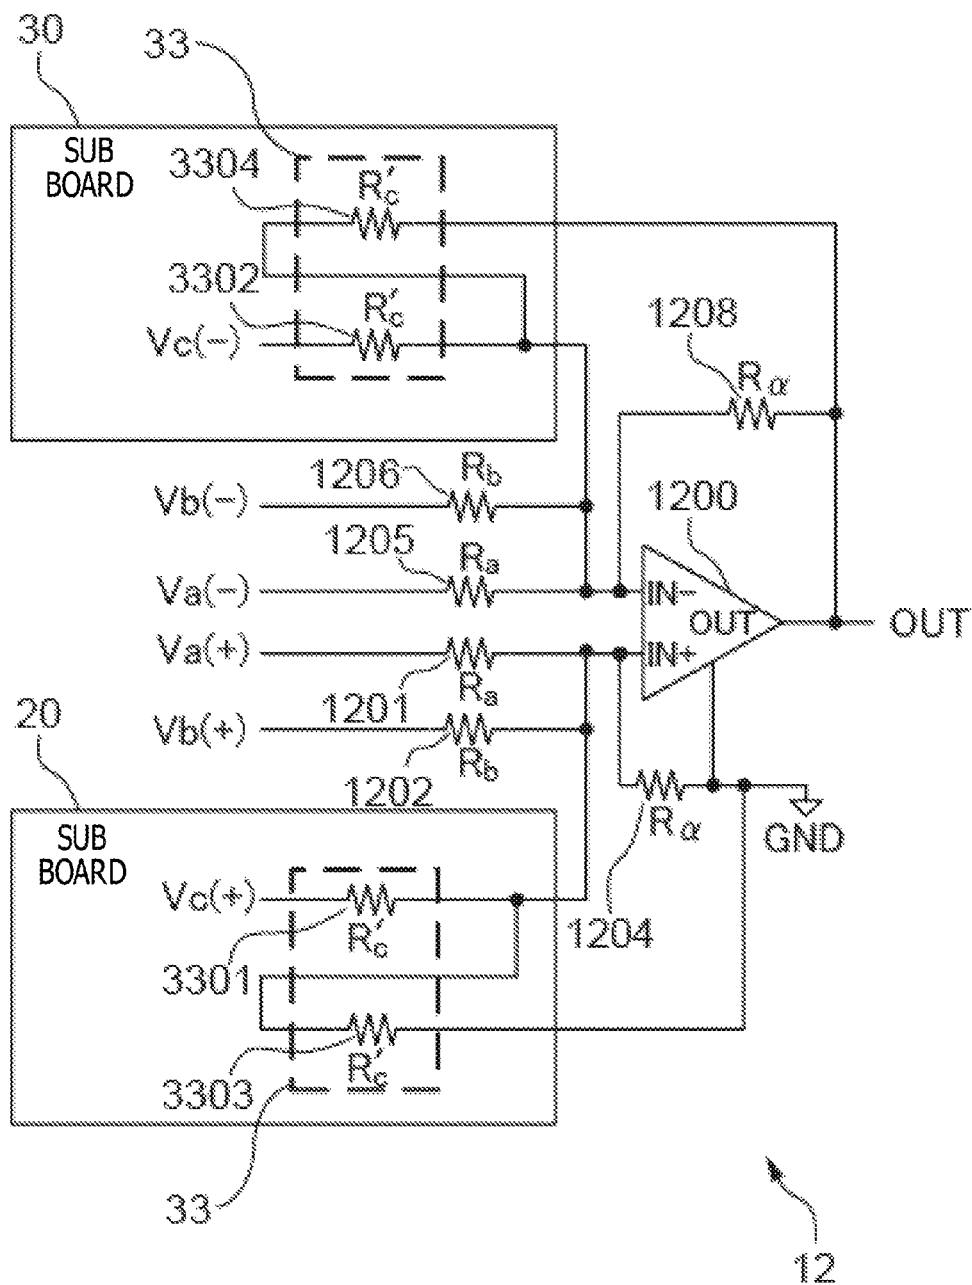 30
33
SUB
BOARD
3304
R'c
3302
R'c
Vc(-)
1208
Rα
1206
Rb
Vb(-)
1200
1205
Ra
Va(-)
IN-
OUT
OUT
Va(+)
IN+
20
1201
Ra
Vb(+)
1202
Rb
Rα
GND
SUB
BOARD
Vc(+)
1204
R'c
3301
3303
R'c
33
12